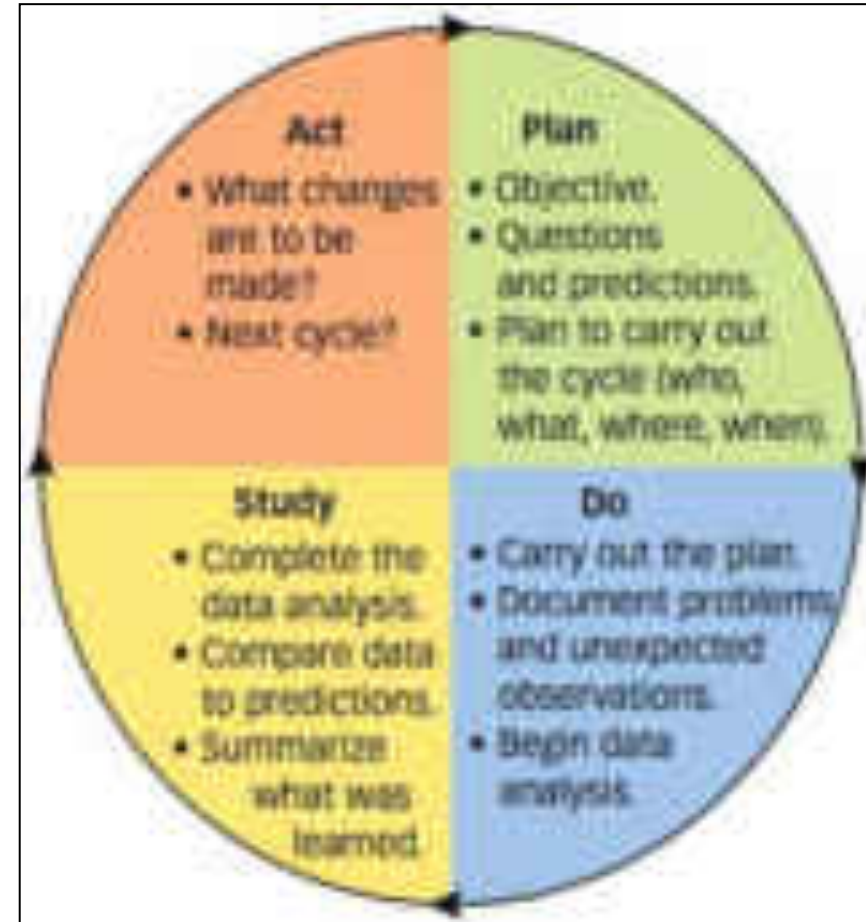 Act
• What changes
are to be
made?
• Next cycle?
Plan
• Objective.
• Questions
and predictions.
• Plan to carry out
the cycle (who,
what, where, when).
Do
• Carry out the plan.
• Document problems
and unexpected
observations.
• Begin data
analysis.
Study
• Complete the
data analysis.
• Compare data
to predictions.
• Summarize
what was
learned.